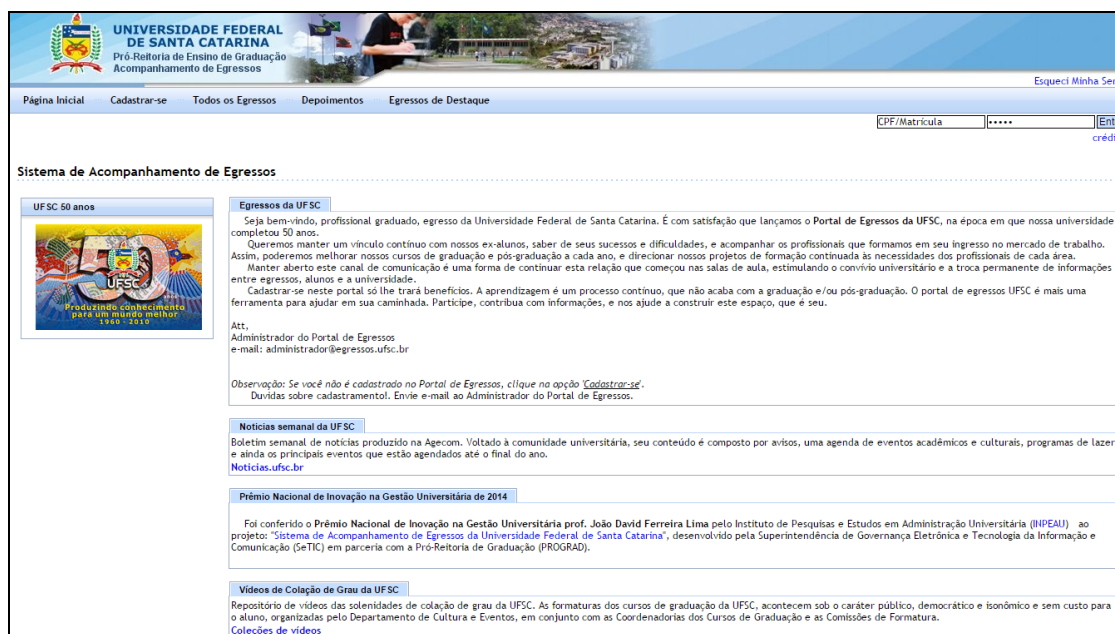 UNIVERSIDADE FEDERAL
DE SANTA CATARINA
Pró-Reitoria de Ensino de Graduação
Acompanhamento de Egressos
Esqueci Minha Sen
Página Inicial Cadastrar-se Todos os Egressos Depoimentos Egressos de Destaque
CPF/Matrícula ••••• Ent
crédi
Sistema de Acompanhamento de Egressos
UFSC 50 anos
50 anos
UFSC
Produzindo conhecimento
para um mundo melhor
1960 - 2010
Egressos da UFSC
Seja bem-vindo, profissional graduado, egresso da Universidade Federal de Santa Catarina. É com satisfação que lançamos o Portal de Egressos da UFSC, na época em que nossa universidade
completou 50 anos.
Queremos manter um vínculo contínuo com nossos ex-alunos, saber de seus sucessos e dificuldades, e acompanhar os profissionais que formamos em seu ingresso no mercado de trabalho.
Assim, poderemos melhorar nossos cursos de graduação e pós-graduação a cada ano, e direcionar nossos projetos de formação continuada às necessidades dos profissionais de cada área.
Manter aberto este canal de comunicação é uma forma de continuar esta relação que começou nas salas de aula, estimulando o convívio universitário e a troca permanente de informações
entre egressos, alunos e a universidade.
Cadastrar-se neste portal só lhe trará benefícios. A aprendizagem é um processo contínuo, que não acaba com a graduação e/ou pós-graduação. O portal de egressos UFSC é mais uma
ferramenta para ajudar em sua caminhada. Participe, contribua com informações, e nos ajude a construir este espaço, que é seu.
Att,
Administrador do Portal de Egressos
e-mail: administrador@egressos.ufsc.br
Observação: Se você não é cadastrado no Portal de Egressos, clique na opção 'Cadastrar-se'.
Duvidas sobre cadastramento!. Envie e-mail ao Administrador do Portal de Egressos.
Noticias semanal da UFSC
Boletim semanal de notícias produzido na Agecom. Voltado à comunidade universitária, seu conteúdo é composto por avisos, uma agenda de eventos acadêmicos e culturais, programas de lazer
e ainda os principais eventos que estão agendados até o final do ano.
Noticias.ufsc.br
Prêmio Nacional de Inovação na Gestão Universitária de 2014
Foi conferido o Prêmio Nacional de Inovação na Gestão Universitária prof. João David Ferreira Lima pelo Instituto de Pesquisas e Estudos em Administração Universitária (INPEAU) ao
projeto: "Sistema de Acompanhamento de Egressos da Universidade Federal de Santa Catarina", desenvolvido pela Superintendência de Governança Eletrônica e Tecnologia da Informação e
Comunicação (SeTIC) em parceria com a Pró-Reitoria de Graduação (PROGRAD).
Vídeos de Colação de Grau da UFSC
Repositório de vídeos das solenidades de colação de grau da UFSC. As formaturas dos cursos de graduação da UFSC, acontecem sob o caráter público, democrático e isonômico e sem custo para
o aluno, organizadas pelo Departamento de Cultura e Eventos, em conjunto com as Coordenadorias dos Cursos de Graduação e as Comissões de Formatura.
Coleções de vídeos